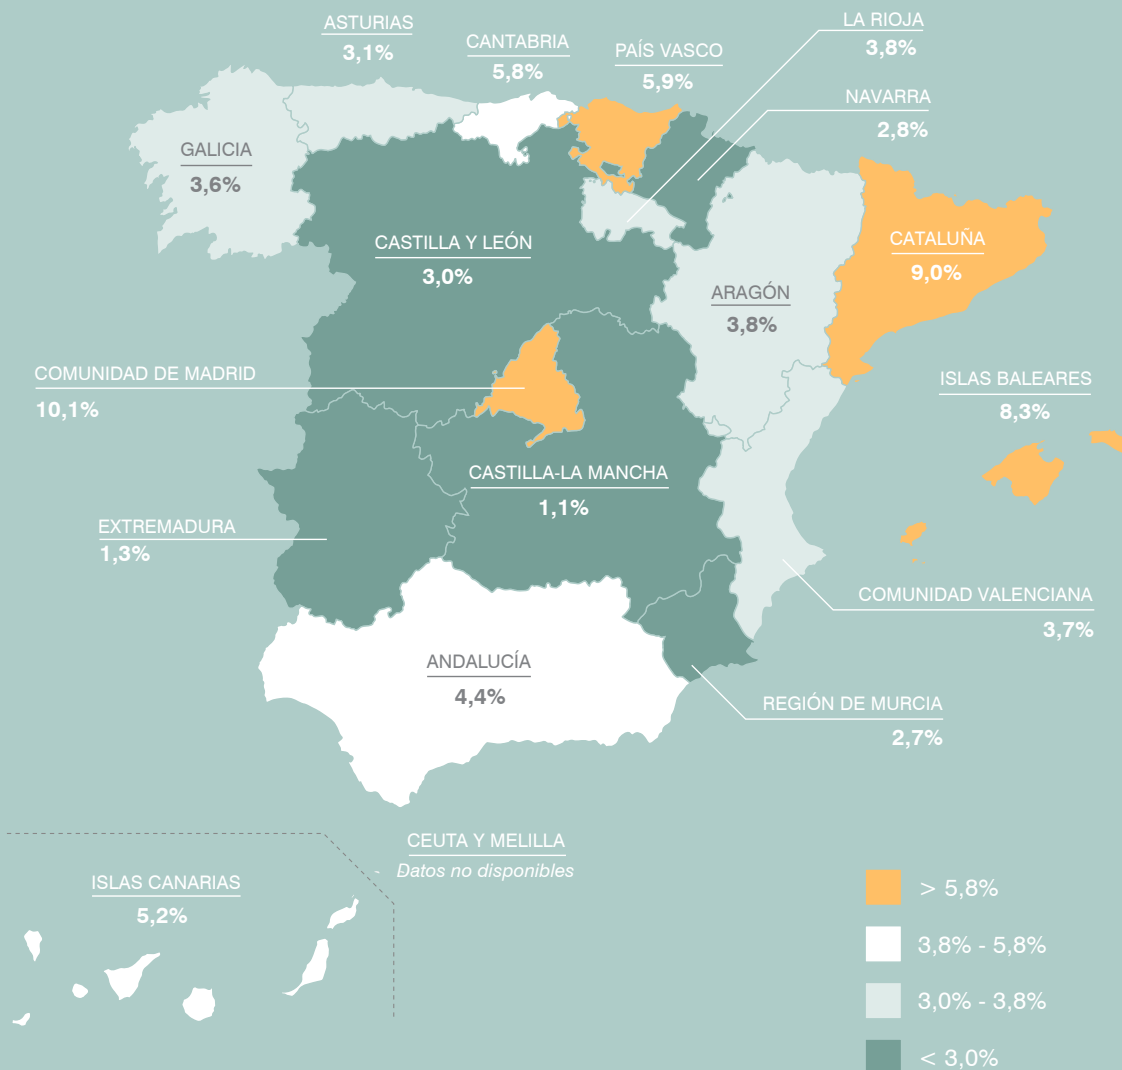 ASTURIAS
3,1%
CANTABRIA
5,8%
PAÍS VASCO
5,9%
LA RIOJA
3,8%
NAVARRA
2,8%
GALICIA
3,6%
CASTILLA Y LEÓN
3,0%
CATALUÑA
9,0%
ARAGÓN
3,8%
COMUNIDAD DE MADRID
10,1%
ISLAS BALEARES
8,3%
CASTILLA-LA MANCHA
1,1%
EXTREMADURA
1,3%
COMUNIDAD VALENCIANA
3,7%
ANDALUCÍA
4,4%
REGIÓN DE MURCIA
2,7%
CEUTA Y MELILLA
- Datos no disponibles
ISLAS CANARIAS
5,2%
> 5,8%
3,8% - 5,8%
3,0% - 3,8%
< 3,0%